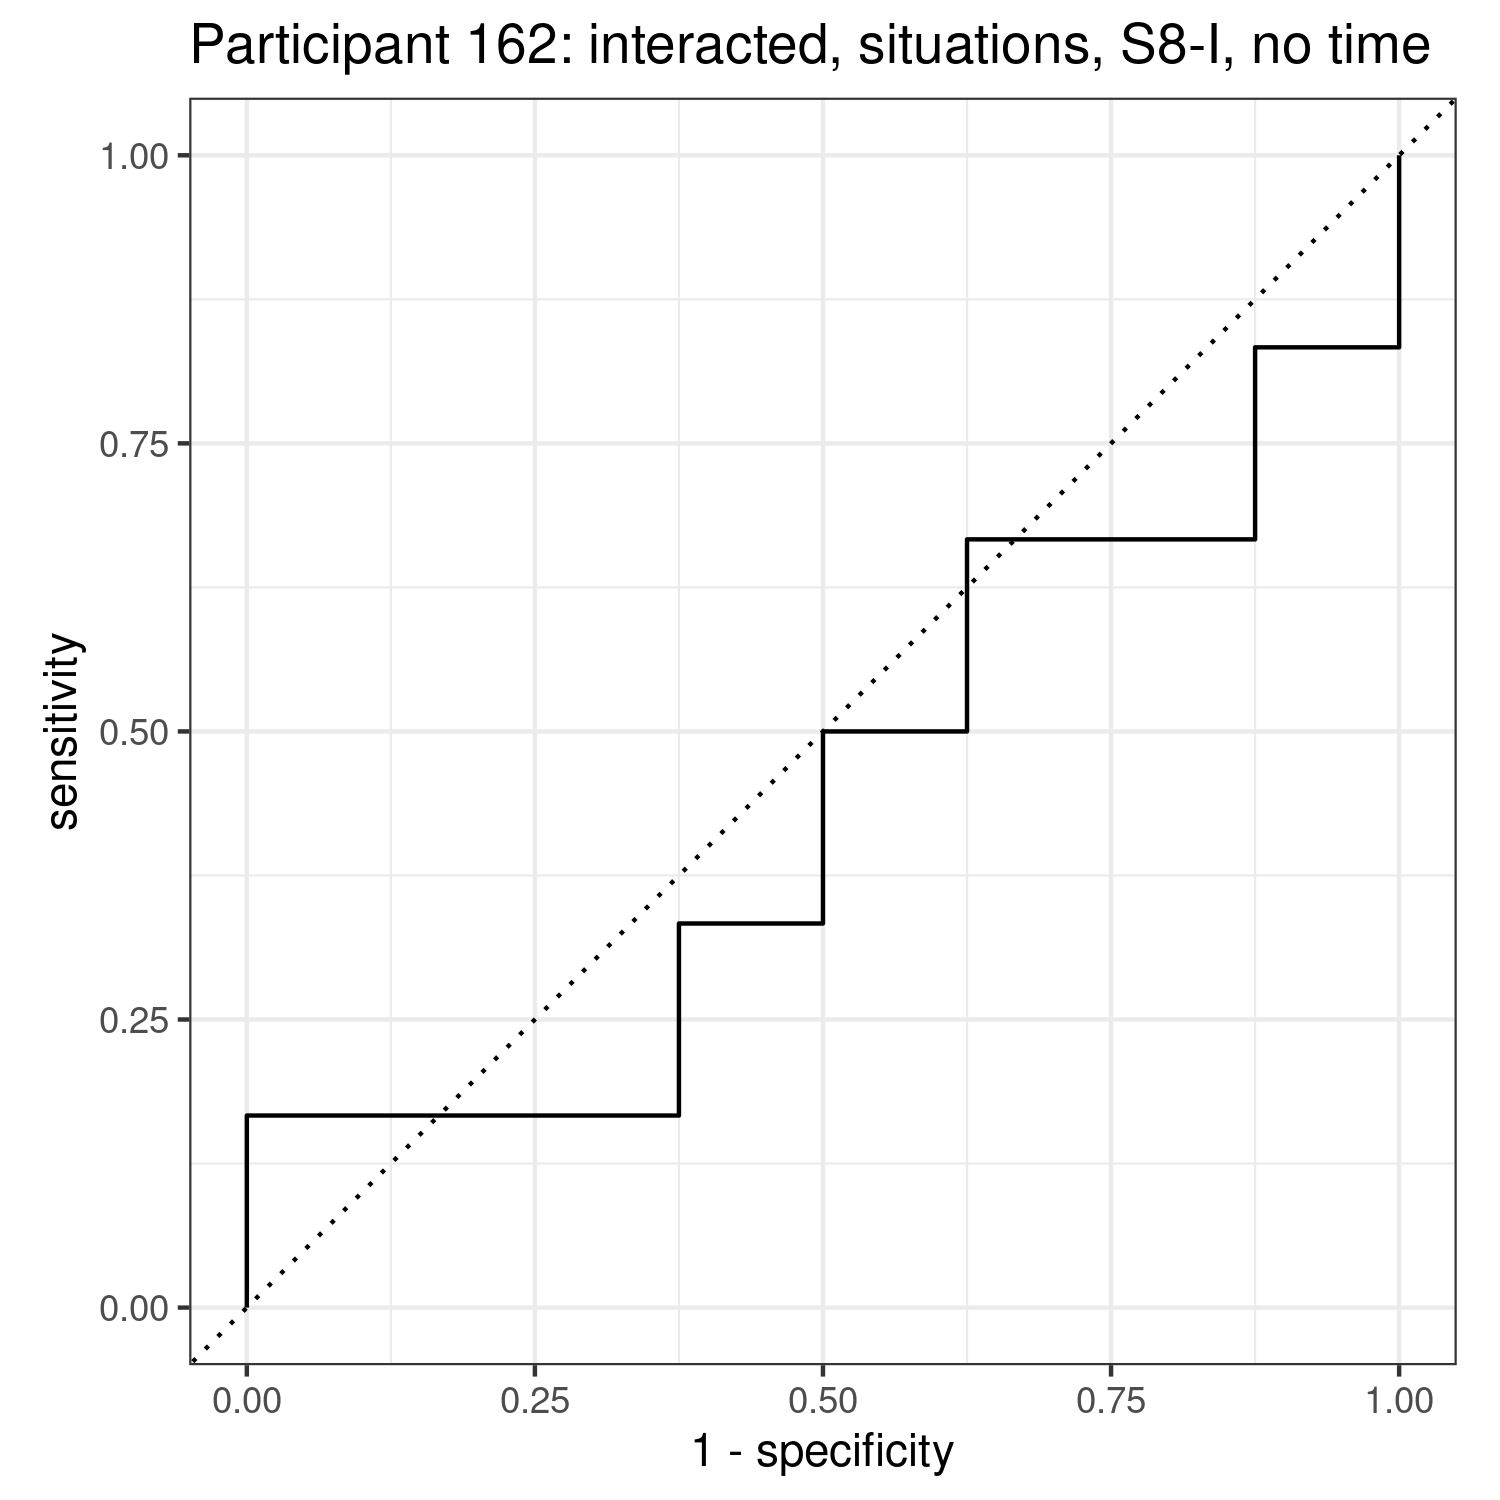 Participant 162: interacted, situations, S8-I, no time
1.00
0.75
0.50
0.25
0.00
sensitivity
0.00 0.25 0.50 0.75 1.00
1 - specificity